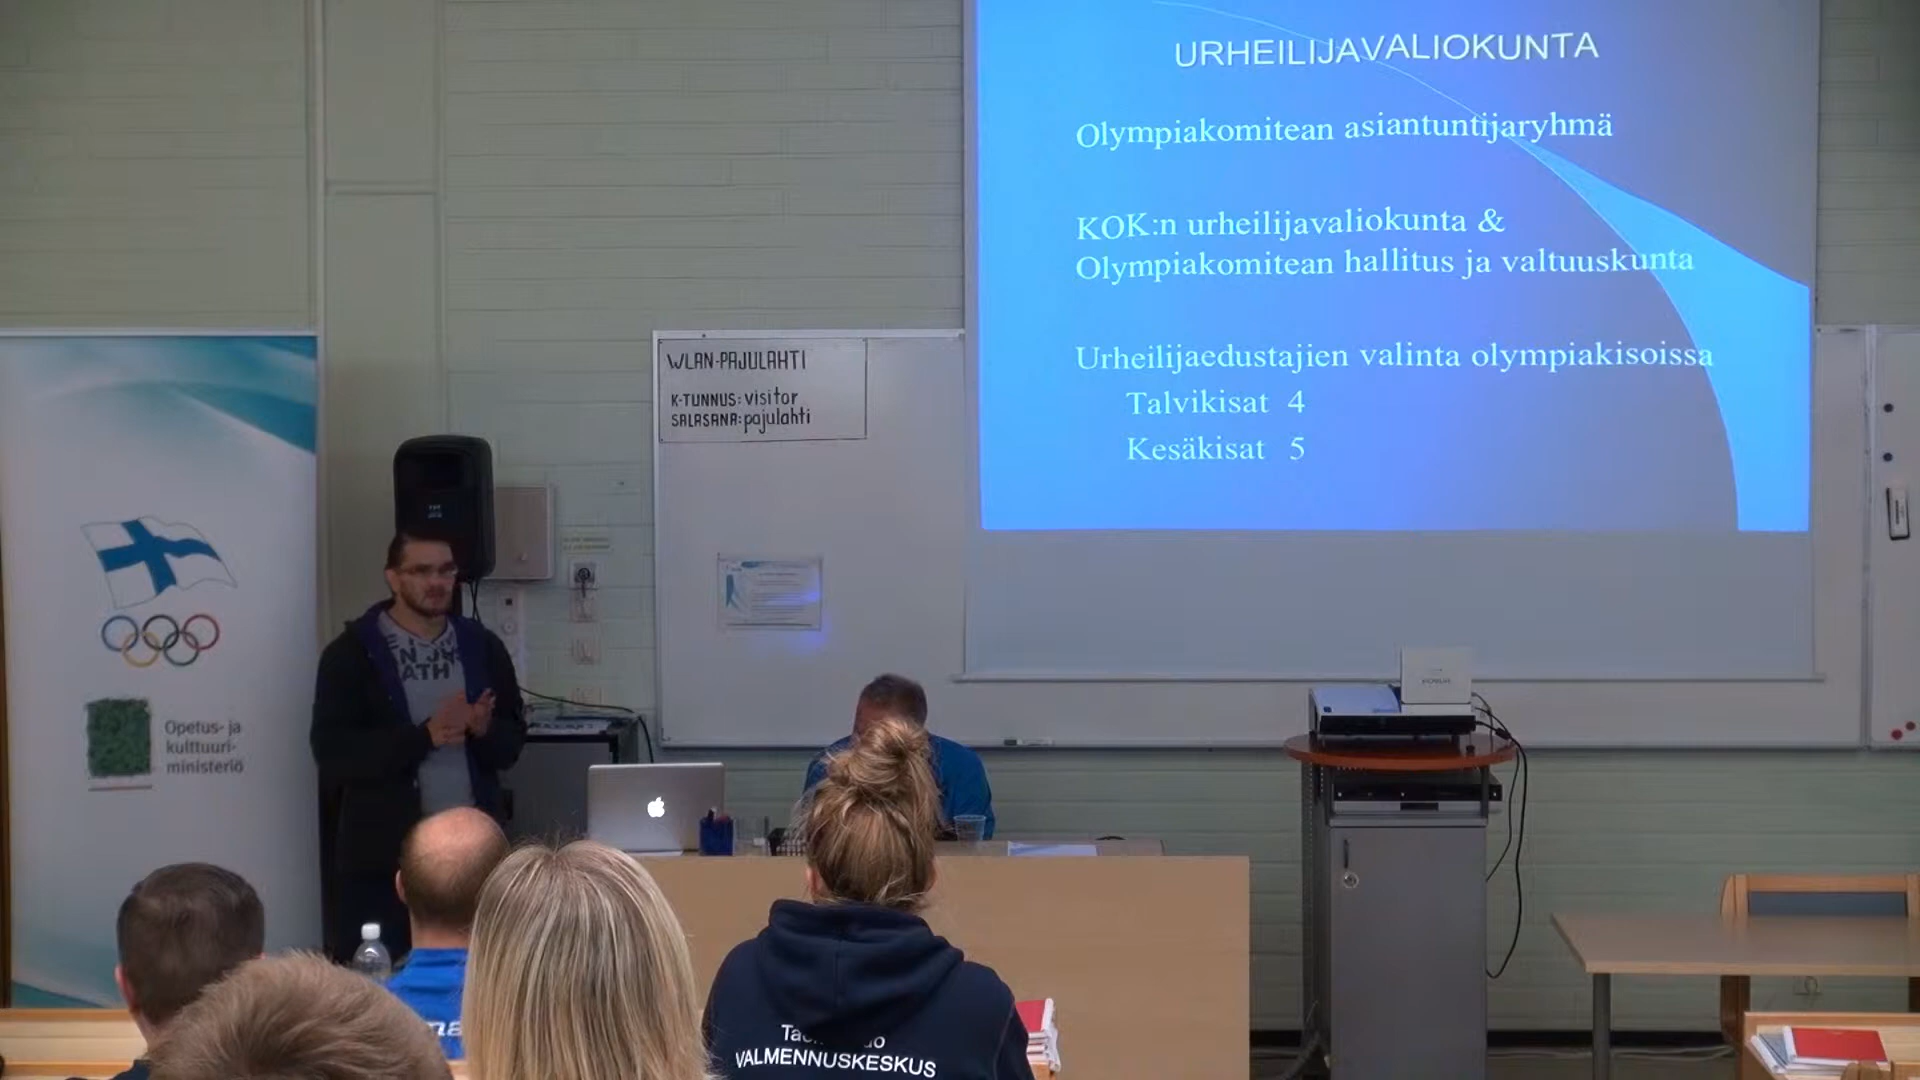 URHEILIJAVALIOKUNTA
Olympiakomitean asiantuntijaryhmä
KOK:n urheilijavaliokunta &
Olympiakomitean hallitus ja valtuuskunta
Urheilijaedustajien valinta olympiakisoissa
Talvikisat 4
Kesäkisat 5
WLAN-PAJULAHTI
K-TUNNUS: visitor
SALASANA: pajulahti
Opetus- ja
kulttuuri-
ministeriö
VALMENNUSKESKUS